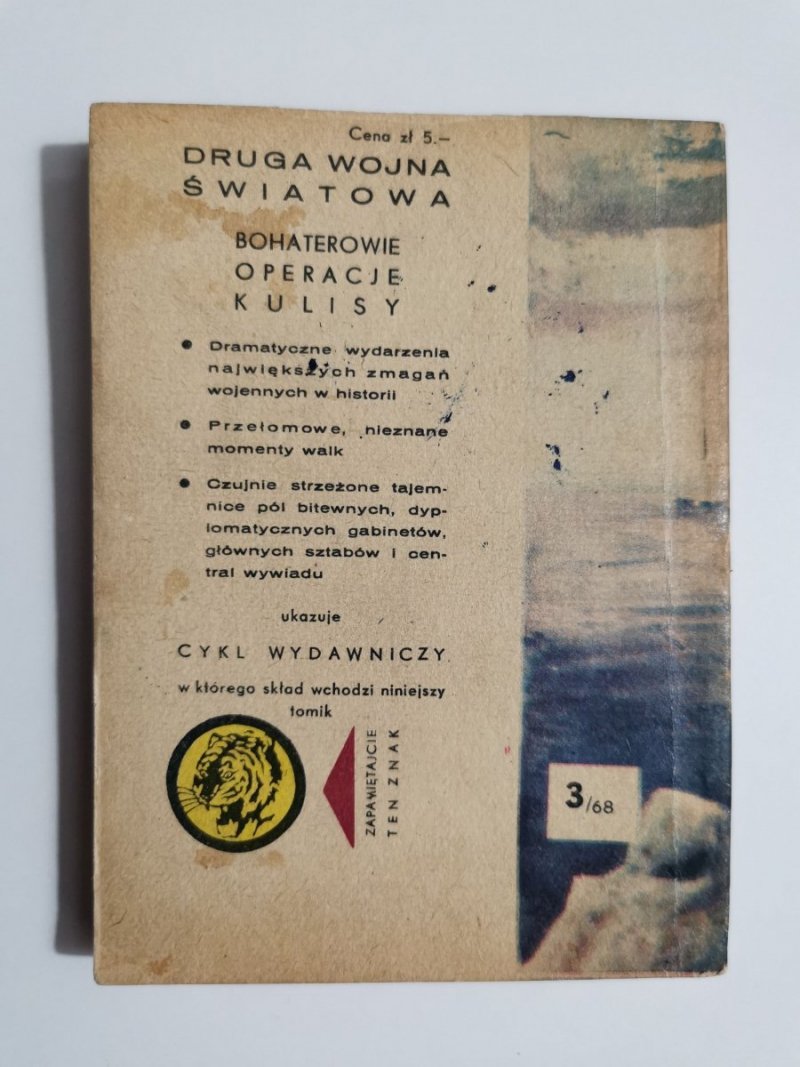 Cena zł 5.—
DRUGA WOJNA
ŚWIATOWA
BOHATEROWIE
OPERACJE
KULISY
● Dramatyczne wydarzenia
największych zmagań
wojennych w historii
● Przełomowe, nieznane
momenty walk
● Czujnie strzeżone tajem-
nice pól bitewnych, dyp-
lomatycznych gabinetów,
głównych sztabów i cen-
tral wywiadu
ukazuje
CYKL WYDAWNICZY
w którego skład wchodzi niniejszy
tomik
ZAPAMIĘTAJCIE
TEN ZNAK
3/68